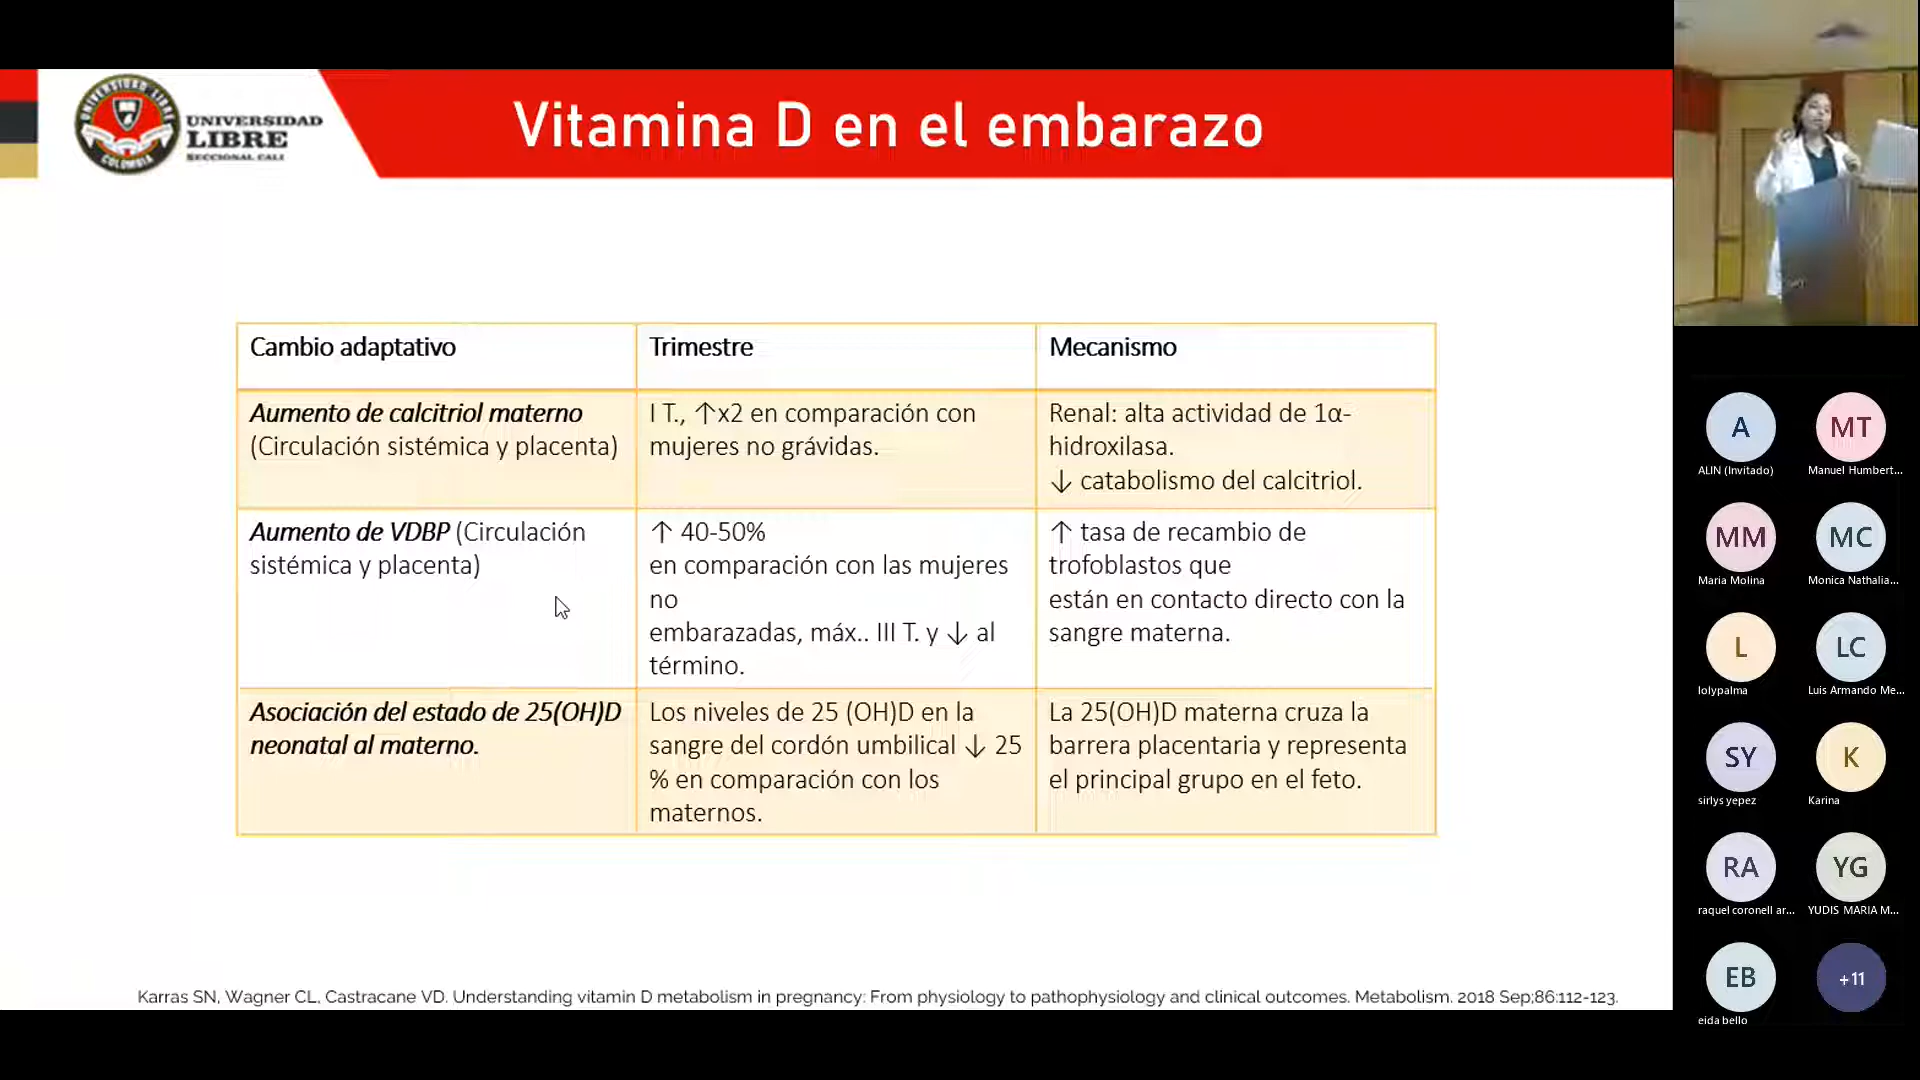 UNIVERSIDAD LIBRE
COLOMBIA
UNIVERSIDAD
LIBRE
SECCIONAL CALI
Vitamina D en el embarazo
Cambio adaptativo
Trimestre
Mecanismo
Aumento de calcitriol materno
(Circulación sistémica y placenta)
I T., ↑x2 en comparación con
mujeres no grávidas.
Renal: alta actividad de 1α-
hidroxilasa.
↓ catabolismo del calcitriol.
Aumento de VDBP (Circulación
sistémica y placenta)
↑ 40-50%
en comparación con las mujeres
no
embarazadas, máx.. III T. y ↓ al
término.
↑ tasa de recambio de
trofoblastos que
están en contacto directo con la
sangre materna.
Asociación del estado de 25(OH)D
neonatal al materno.
Los niveles de 25 (OH)D en la
sangre del cordón umbilical ↓ 25
% en comparación con los
maternos.
La 25(OH)D materna cruza la
barrera placentaria y representa
el principal grupo en el feto.
Karras SN, Wagner CL, Castracane VD. Understanding vitamin D metabolism in pregnancy: From physiology to pathophysiology and clinical outcomes. Metabolism. 2018 Sep;86:112-123.
A
ALIN (Invitado)
MT
Manuel Humbert...
MM
Maria Molina
MC
Monica Nathalia...
L
lolypalma
LC
Luis Armando Me...
SY
sirlys yepez
K
Karina
RA
raquel coronell ar...
YG
YUDIS MARIA M...
EB
eida bello
+11